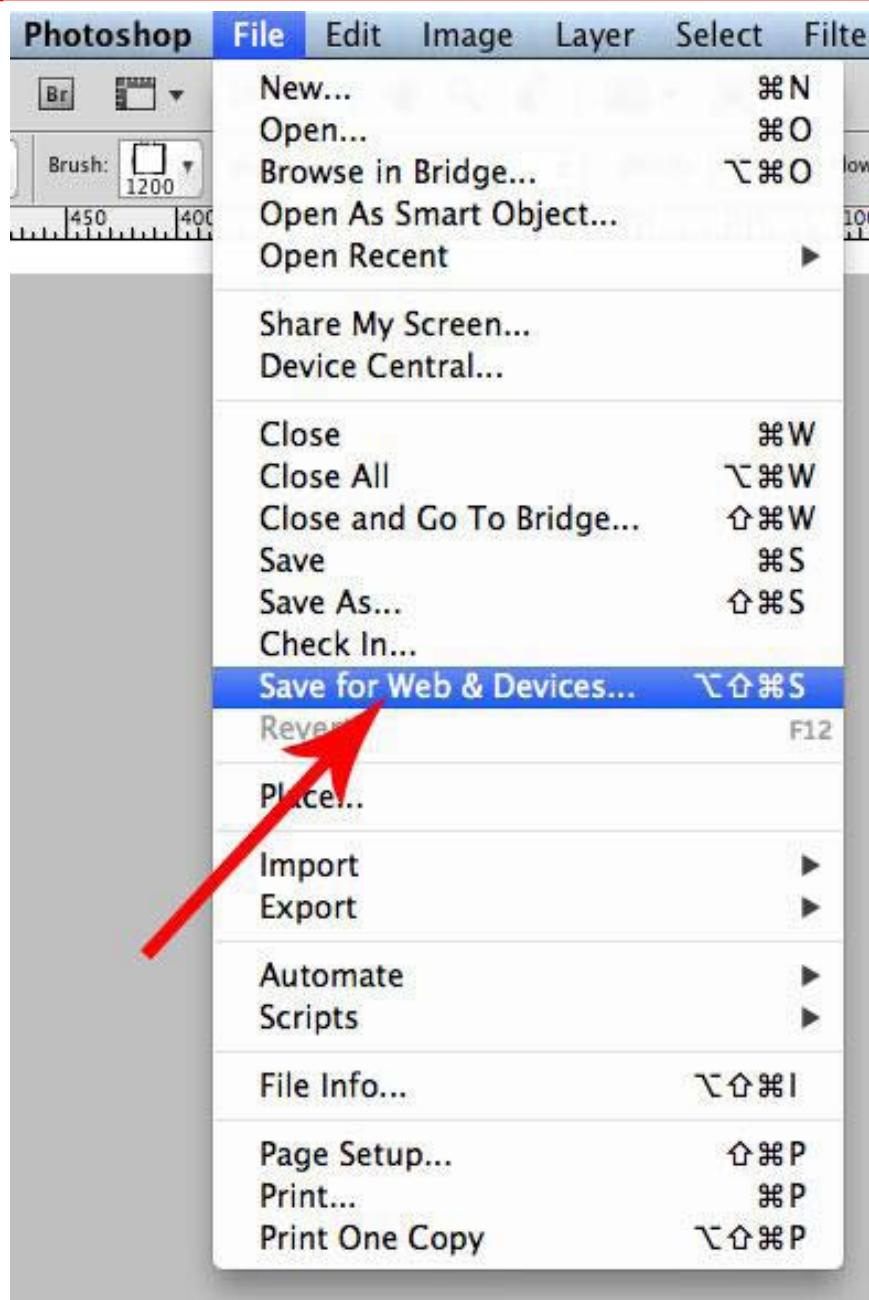 Photoshop File Edit Image Layer Select Filte
Br
New... ⌘N
Open... ⌘O
Brush: 1200
Browse in Bridge... ⌥⌘O
450 400
Open As Smart Object...
Open Recent ▶
Share My Screen...
Device Central...
Close ⌘W
Close All ⌥⌘W
Close and Go To Bridge... ⇧⌘W
Save ⌘S
Save As... ⇧⌘S
Check In...
Save for Web & Devices... ⌥⇧⌘S
Revert F12
Place...
Import ▶
Export ▶
Automate ▶
Scripts ▶
File Info... ⌥⇧⌘I
Page Setup... ⇧⌘P
Print... ⌘P
Print One Copy ⌥⇧⌘P